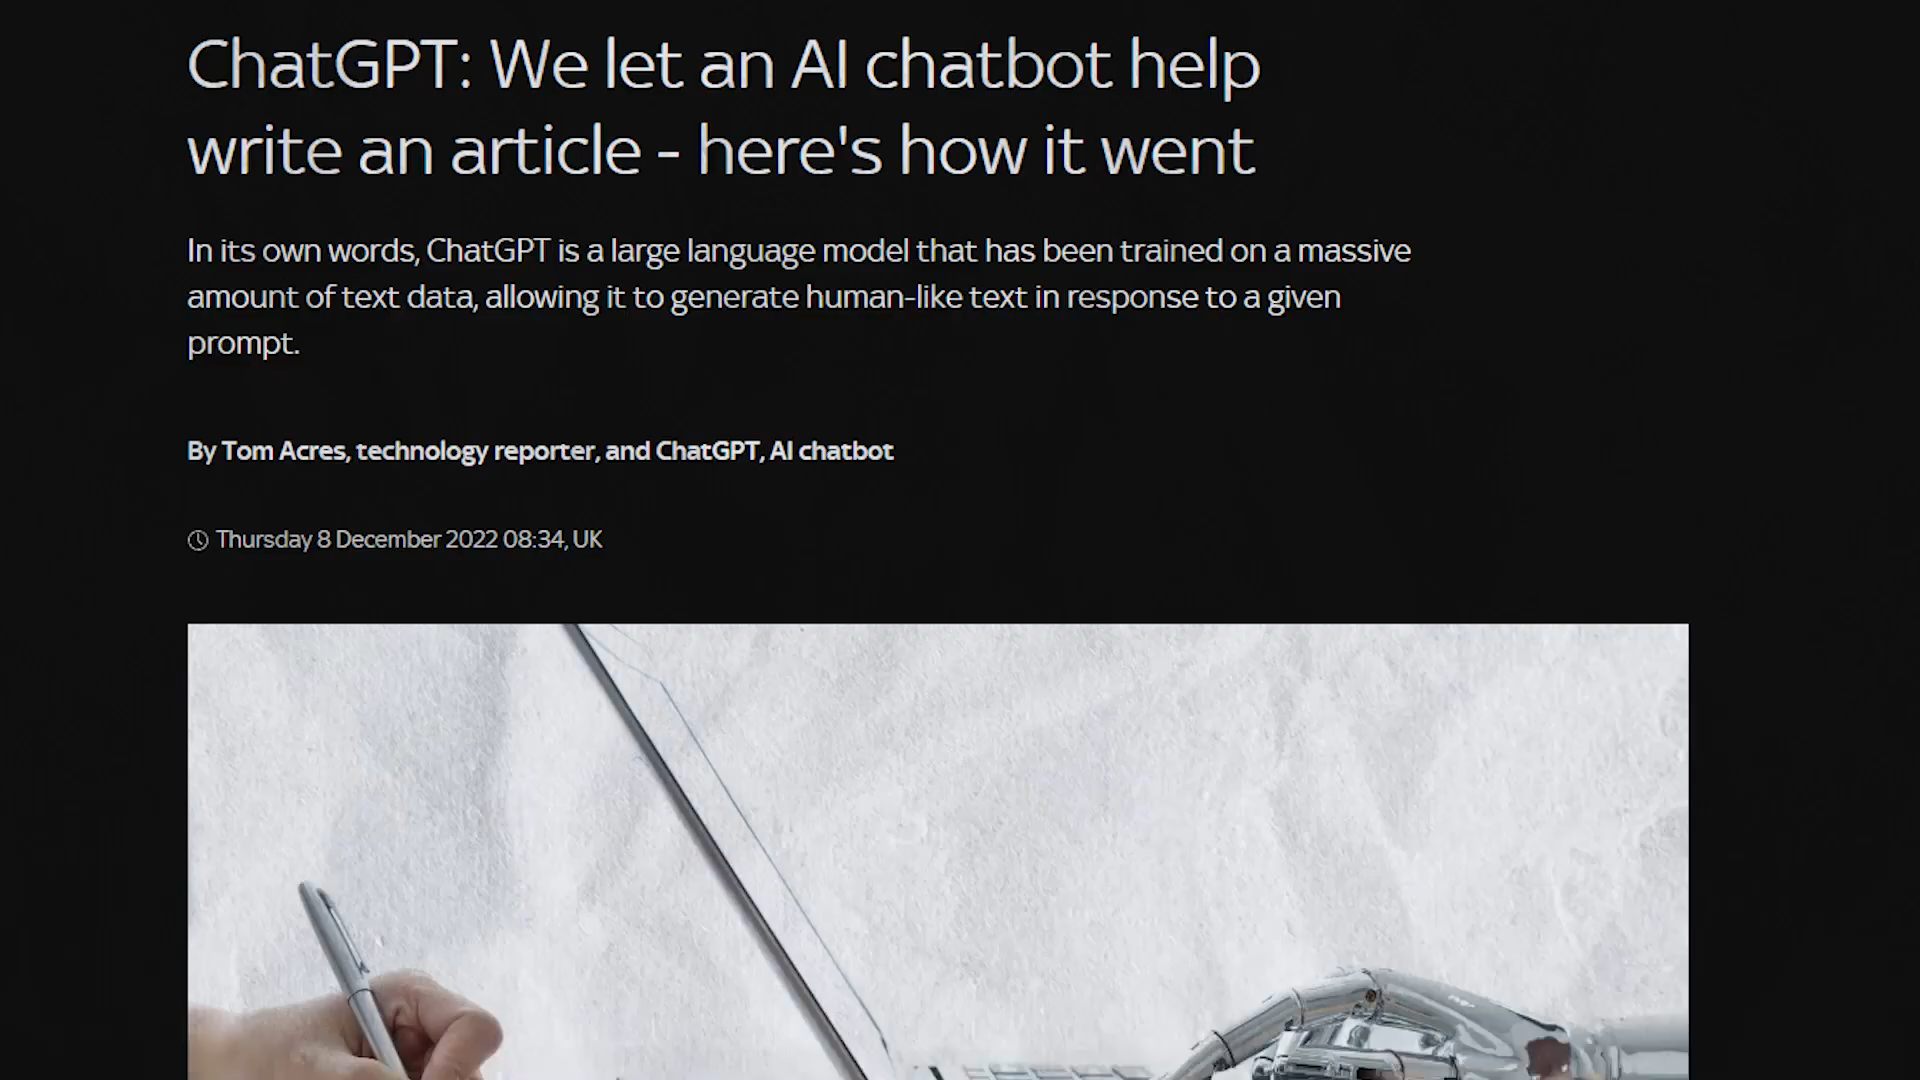 ChatGPT: We let an AI chatbot help
write an article - here's how it went
In its own words, ChatGPT is a large language model that has been trained on a massive
amount of text data, allowing it to generate human-like text in response to a given
prompt.
By Tom Acres, technology reporter, and ChatGPT, AI chatbot
Thursday 8 December 2022 08:34, UK